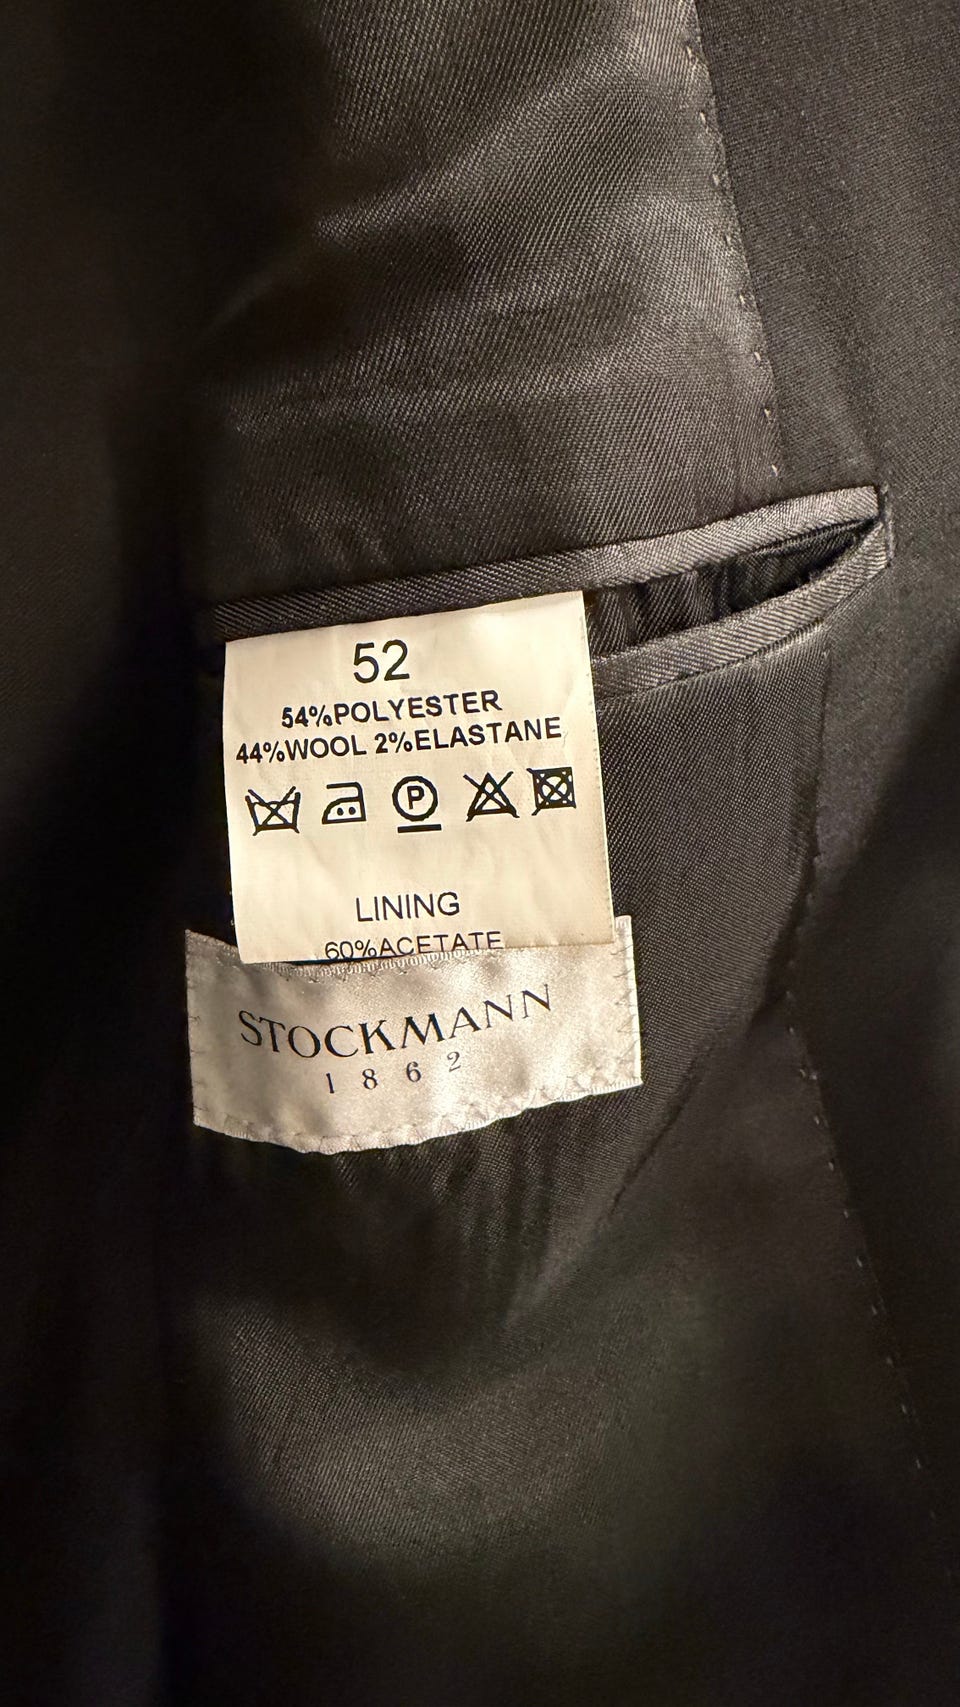 52
54%POLYESTER
44%WOOL 2%ELASTANE
P
LINING
60%ACETATE
STOCKMANN
1862